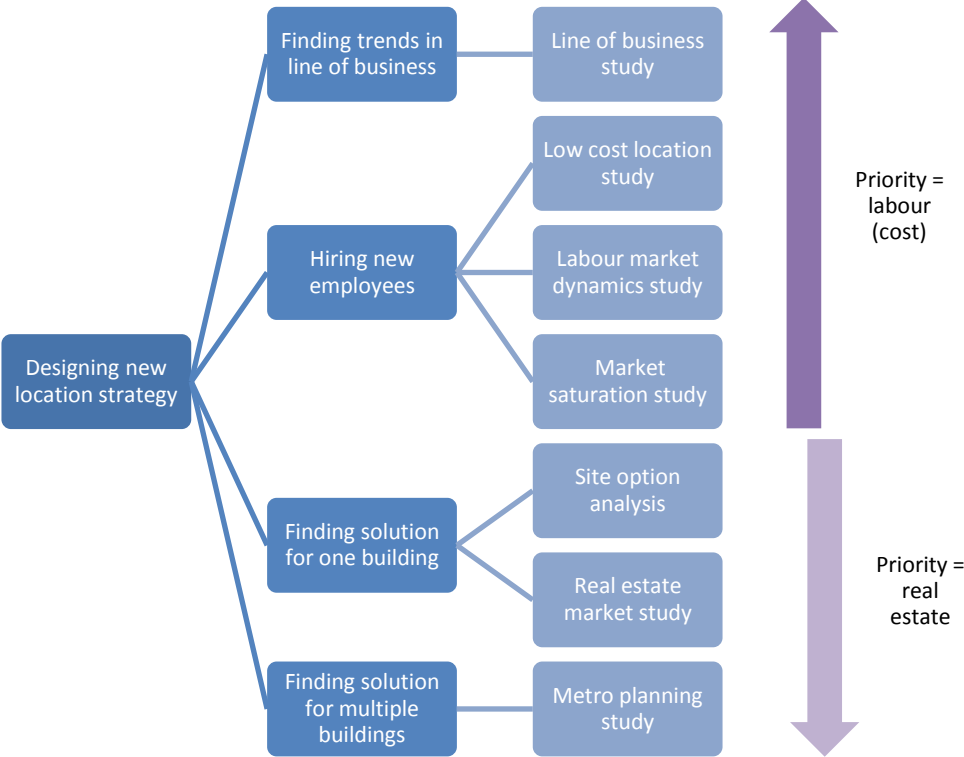 Finding trends in
line of business
Line of business
study
Low cost location
study
Priority =
labour
(cost)
Hiring new
employees
Labour market
dynamics study
Designing new
location strategy
Market
saturation study
Site option
analysis
Finding solution
for one building
Real estate
market study
Priority =
real
estate
Finding solution
for multiple
buildings
Metro planning
study